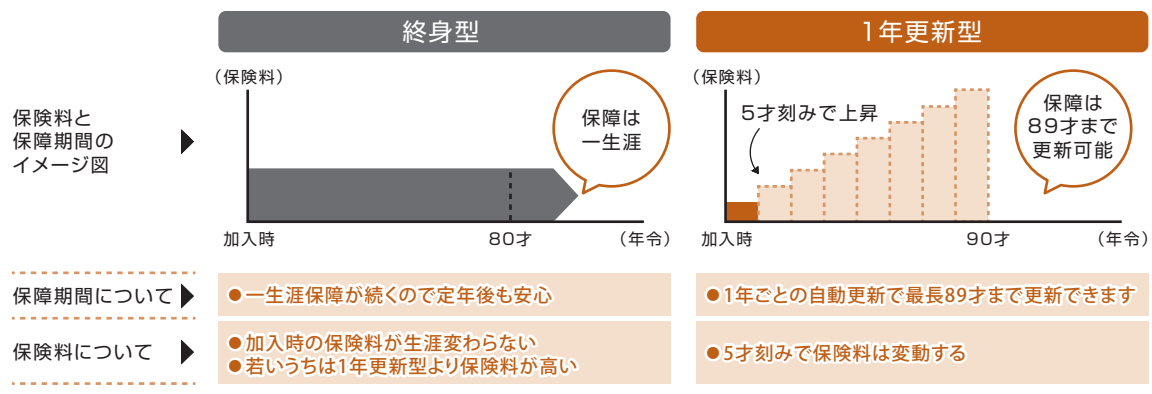 終身型
1年更新型
保険料と
保障期間の
イメージ図
(保険料)
保障は
一生涯
加入時
80才
(年令)
(保険料)
5才刻みで上昇
保障は
89才まで
更新可能
加入時
90才
(年令)
保障期間について
●一生涯保障が続くので定年後も安心
●1年ごとの自動更新で最長89才まで更新できます
保険料について
●加入時の保険料が生涯変わらない
●若いうちは1年更新型より保険料が高い
●5才刻みで保険料は変動する